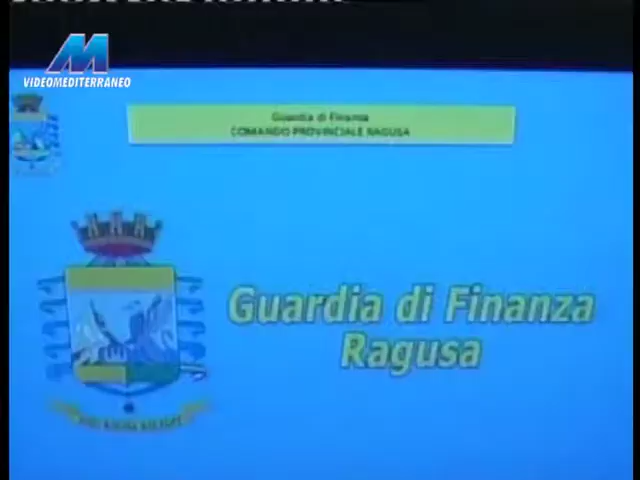 M
VIDEOMEDITERRANEO
Guardia di Finanza
COMANDO PROVINCIALE RAGUSA
Guardia di Finanza
Ragusa